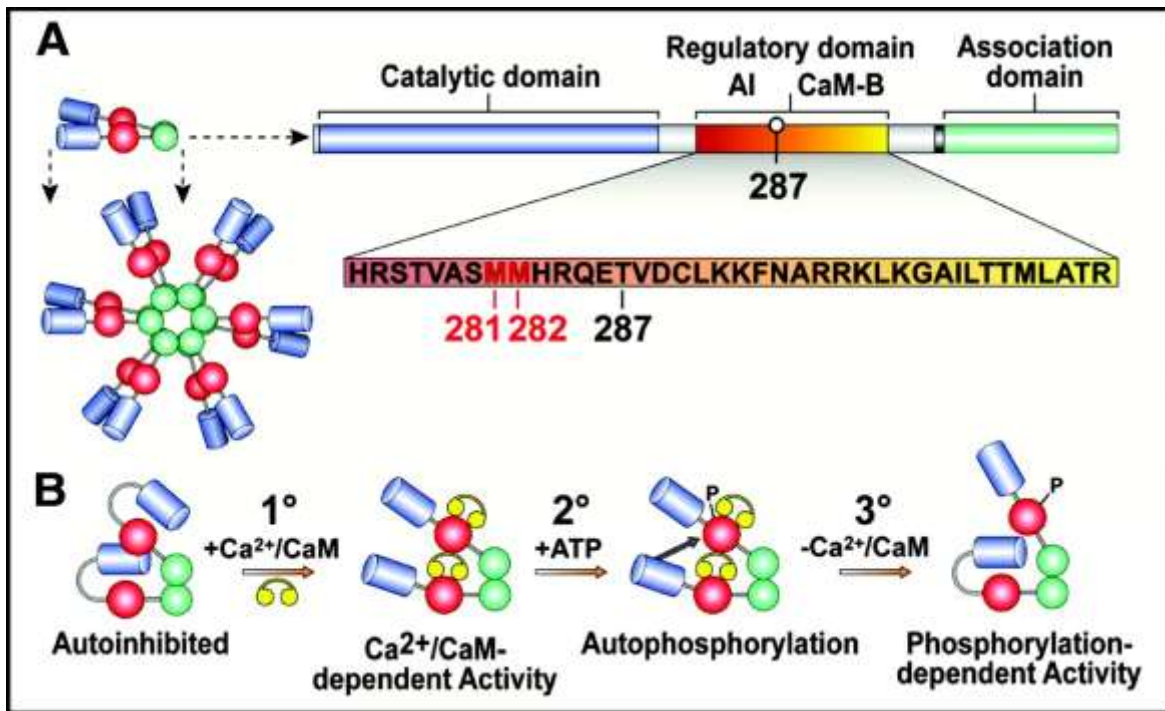 A
Catalytic domain
Regulatory domain
AI CaM-B
Association
domain
287
HRSTVASMMHRQETVDCLKKFNARRKLKGAILTTMLATR
281 282 287
B
1° 2° 3°
+Ca²⁺/CaM +ATP -Ca²⁺/CaM
P P
Autoinhibited
Ca²⁺/CaM-
dependent Activity
Autophosphorylation
Phosphorylation-
dependent Activity